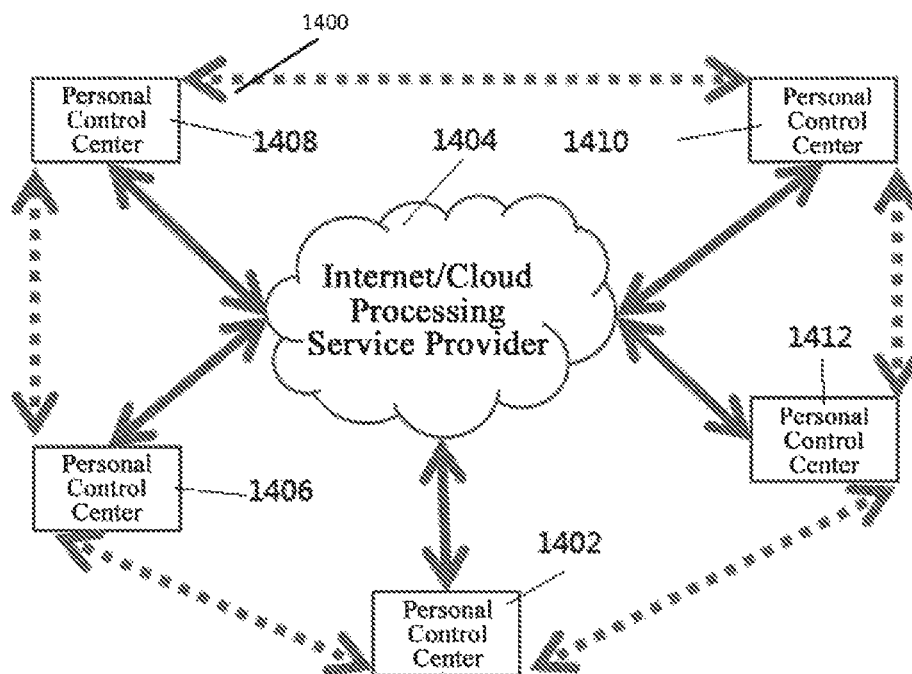 1400
Personal
Control
Center
1408
1404
1410
Personal
Control
Center
Internet/Cloud
Processing
Service Provider
1412
Personal
Control
Center
Personal
Control
Center
1406
1402
Personal
Control
Center